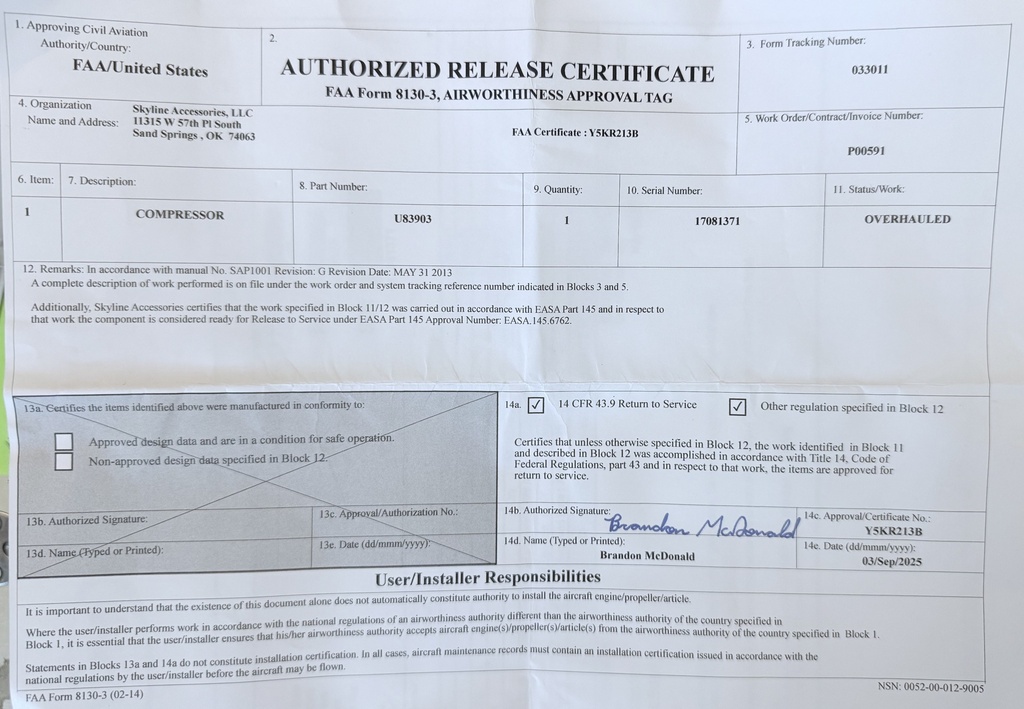 1. Approving Civil Aviation
Authority/Country:
FAA/United States
2.
AUTHORIZED RELEASE CERTIFICATE
FAA Form 8130-3, AIRWORTHINESS APPROVAL TAG
3. Form Tracking Number:
033011
4. Organization
Name and Address:
Skyline Accessories, LLC
11315 W 57th Pl South
Sand Springs , OK 74063
FAA Certificate : Y5KR213B
5. Work Order/Contract/Invoice Number:
P00591
6. Item:
7. Description:
8. Part Number:
9. Quantity:
10. Serial Number:
11. Status/Work:
1
COMPRESSOR
U83903
1
17081371
OVERHAULED
12. Remarks: In accordance with manual No. SAP1001 Revision: G Revision Date: MAY 31 2013
A complete description of work performed is on file under the work order and system tracking reference number indicated in Blocks 3 and 5.
Additionally, Skyline Accessories certifies that the work specified in Block 11/12 was carried out in accordance with EASA Part 145 and in respect to
that work the component is considered ready for Release to Service under EASA Part 145 Approval Number: EASA.145.6762.
13a. Certifies the items identified above were manufactured in conformity to:
Approved design data and are in a condition for safe operation.
Non-approved design data specified in Block 12.
13b. Authorized Signature:
13c. Approval/Authorization No.:
13d. Name (Typed or Printed):
13e. Date (dd/mmm/yyyy):
14a.
14 CFR 43.9 Return to Service
Other regulation specified in Block 12
Certifies that unless otherwise specified in Block 12, the work identified in Block 11
and described in Block 12 was accomplished in accordance with Title 14, Code of
Federal Regulations, part 43 and in respect to that work, the items are approved for
return to service.
14b. Authorized Signature:
Brandon McDonald
14c. Approval/Certificate No.:
Y5KR213B
14d. Name (Typed or Printed):
Brandon McDonald
14e. Date (dd/mmm/yyyy):
03/Sep/2025
User/Installer Responsibilities
It is important to understand that the existence of this document alone does not automatically constitute authority to install the aircraft engine/propeller/article.
Where the user/installer performs work in accordance with the national regulations of an airworthiness authority different than the airworthiness authority of the country specified in
Block 1, it is essential that the user/installer ensures that his/her airworthiness authority accepts aircraft engine(s)/propeller(s)/article(s) from the airworthiness authority of the country specified in Block 1.
Statements in Blocks 13a and 14a do not constitute installation certification. In all cases, aircraft maintenance records must contain an installation certification issued in accordance with the
national regulations by the user/installer before the aircraft may be flown.
FAA Form 8130-3 (02-14)
NSN: 0052-00-012-9005